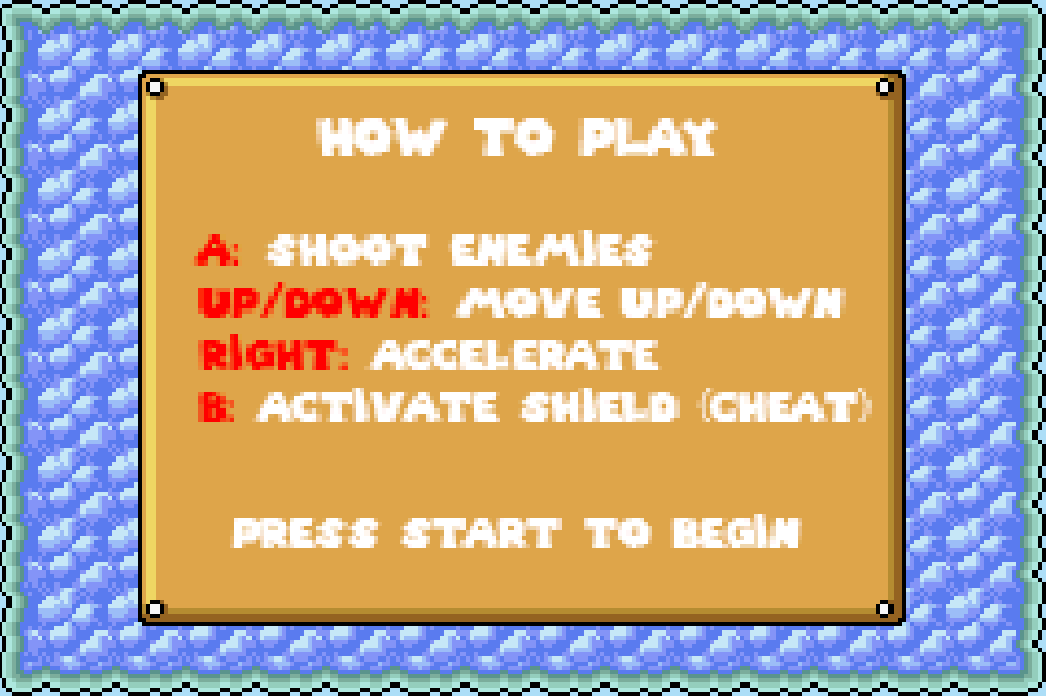 HOW TO PLAY
A: SHOOT ENEMIES
UP/DOWN: MOVE UP/DOWN
RIGHT: ACCELERATE
B: ACTIVATE SHIELD (CHEAT)
PRESS START TO BEGIN